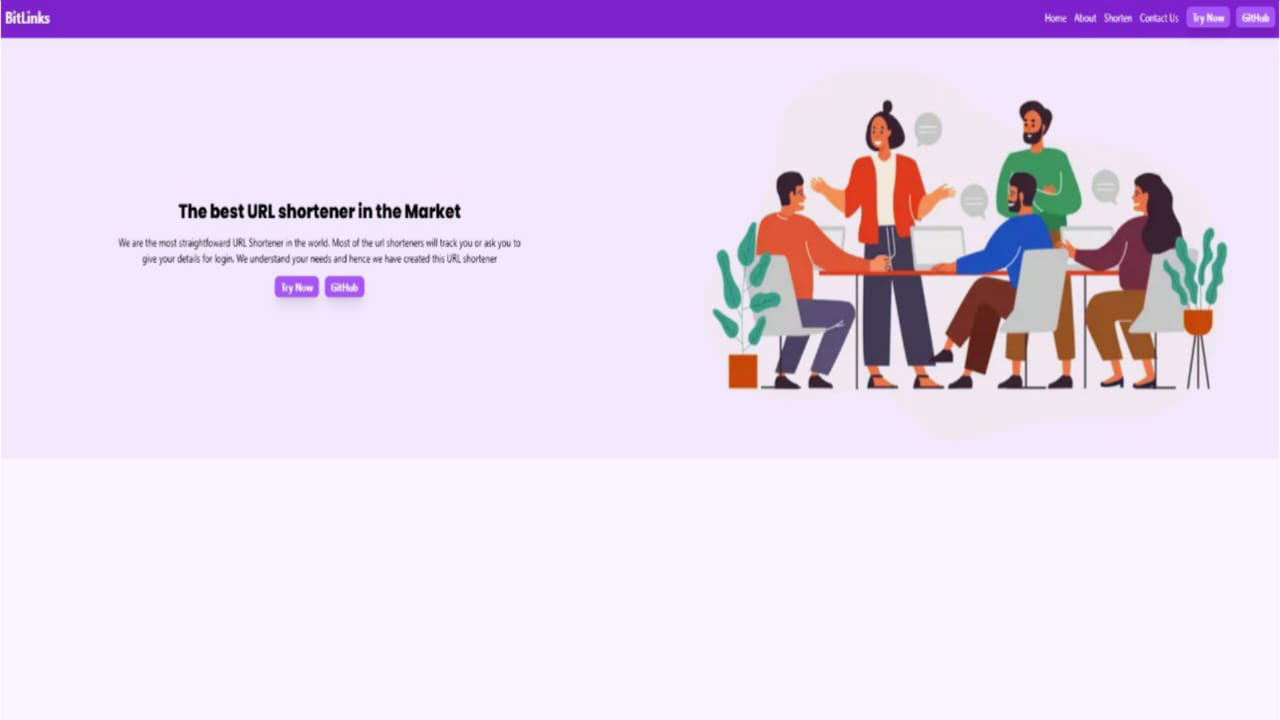 BitLinks
Home About Shorten Contact Us Try Now GitHub
The best URL shortener in the Market
We are the most straightfoward URL Shortener in the world. Most of the url shorteners will track you or ask you to
give your details for login. We understand your needs and hence we have created this URL shortener
Try Now GitHub